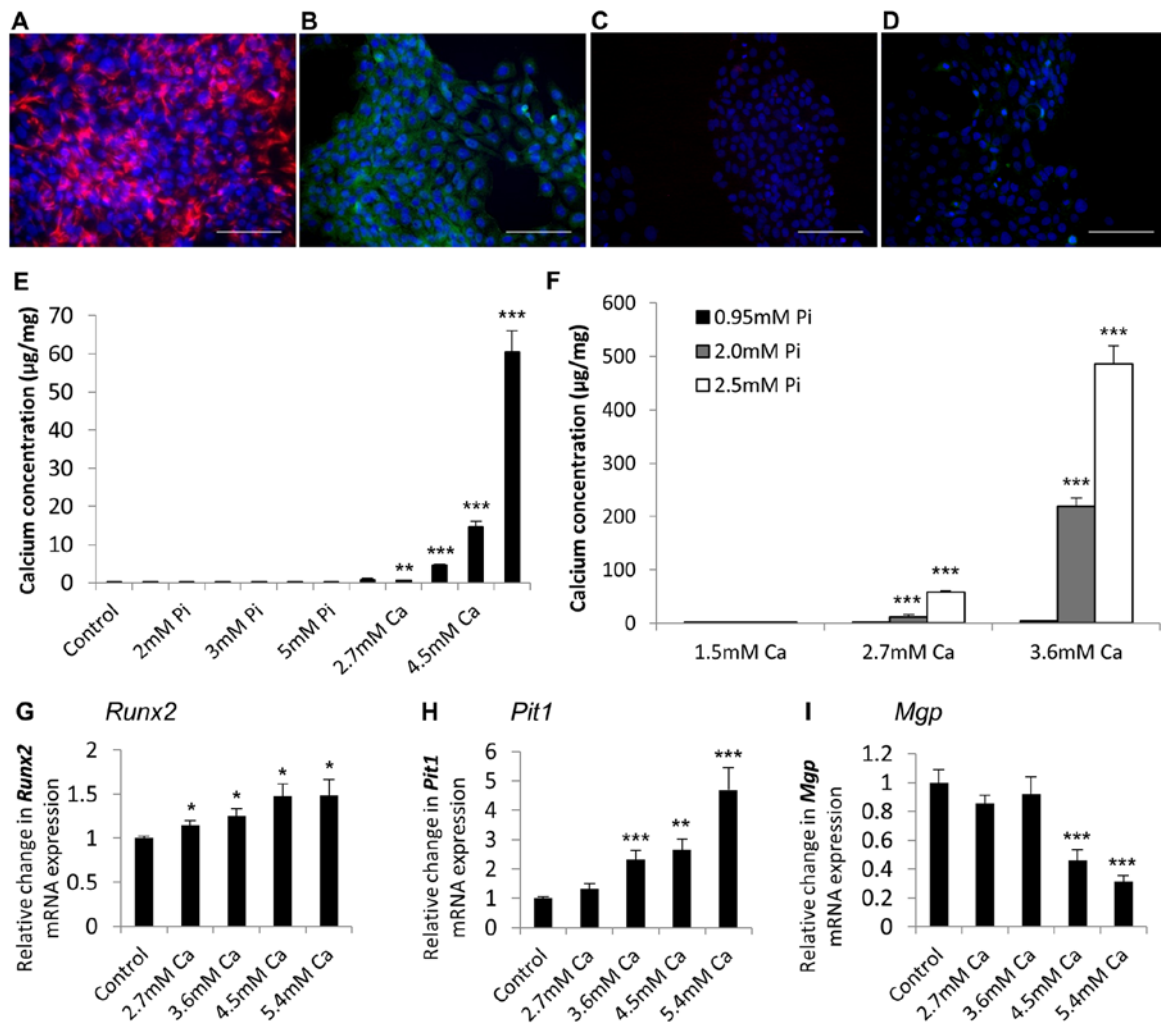 A
B
C
D
E
Calcium concentration (µg/mg)
70
60
50
40
30
20
10
0
**
***
***
***
Control
2mM Pi
3mM Pi
5mM Pi
2.7mM Ca
4.5mM Ca
F
Calcium concentration (µg/mg)
600
500
400
300
200
100
0
0.95mM Pi
2.0mM Pi
2.5mM Pi
***
***
***
***
1.5mM Ca
2.7mM Ca
3.6mM Ca
G
Runx2
Relative change in Runx2
mRNA expression
2
1.5
1
0.5
0
*
*
*
*
Control
2.7mM Ca
3.6mM Ca
4.5mM Ca
5.4mM Ca
H
Pit1
Relative change in Pit1
mRNA expression
6
5
4
3
2
1
0
***
**
***
Control
2.7mM Ca
3.6mM Ca
4.5mM Ca
5.4mM Ca
I
Mgp
Relative change in Mgp
mRNA expression
1.2
1
0.8
0.6
0.4
0.2
0
***
***
Control
2.7mM Ca
3.6mM Ca
4.5mM Ca
5.4mM Ca